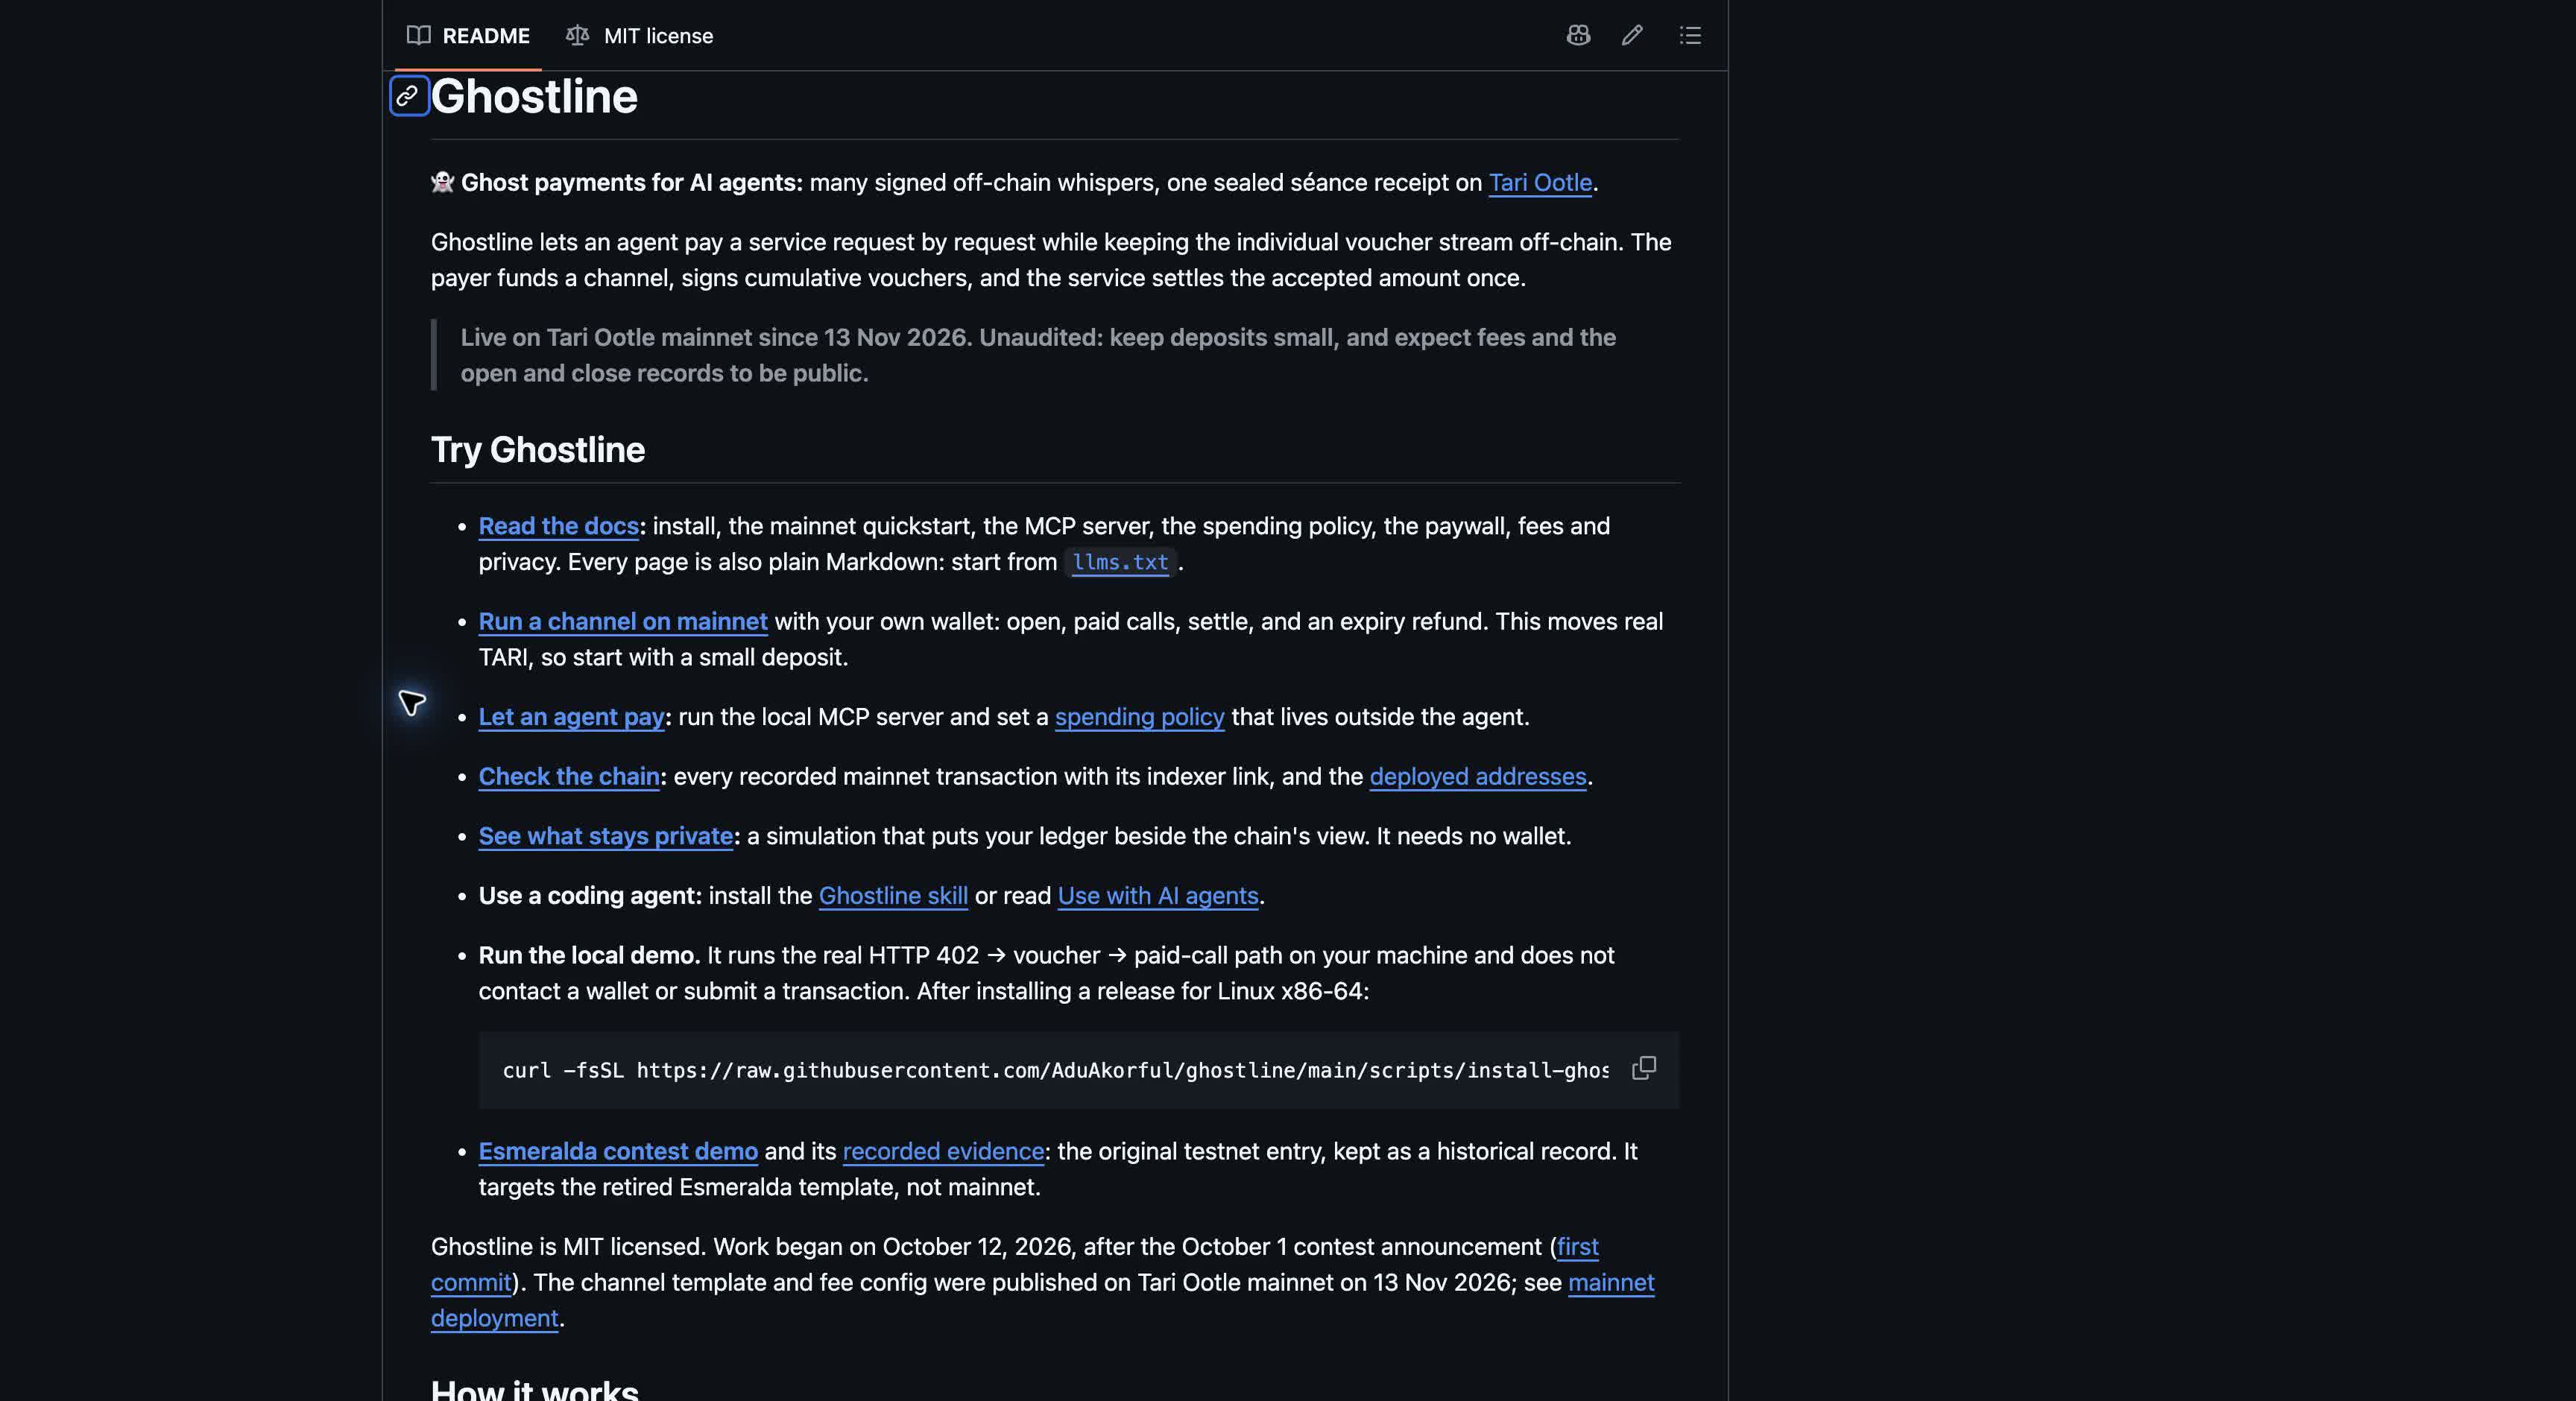 README
MIT license
Ghostline
👻 Ghost payments for AI agents: many signed off-chain whispers, one sealed séance receipt on Tari Ootle.
Ghostline lets an agent pay a service request by request while keeping the individual voucher stream off-chain. The
payer funds a channel, signs cumulative vouchers, and the service settles the accepted amount once.
Live on Tari Ootle mainnet since 13 Nov 2026. Unaudited: keep deposits small, and expect fees and the
open and close records to be public.
Try Ghostline
• Read the docs: install, the mainnet quickstart, the MCP server, the spending policy, the paywall, fees and
privacy. Every page is also plain Markdown: start from llms.txt.
• Run a channel on mainnet with your own wallet: open, paid calls, settle, and an expiry refund. This moves real
TARI, so start with a small deposit.
• Let an agent pay: run the local MCP server and set a spending policy that lives outside the agent.
• Check the chain: every recorded mainnet transaction with its indexer link, and the deployed addresses.
• See what stays private: a simulation that puts your ledger beside the chain's view. It needs no wallet.
• Use a coding agent: install the Ghostline skill or read Use with AI agents.
• Run the local demo. It runs the real HTTP 402 → voucher → paid-call path on your machine and does not
contact a wallet or submit a transaction. After installing a release for Linux x86-64:
curl -fsSL https://raw.githubusercontent.com/AduAkorful/ghostline/main/scripts/install-ghos
• Esmeralda contest demo and its recorded evidence: the original testnet entry, kept as a historical record. It
targets the retired Esmeralda template, not mainnet.
Ghostline is MIT licensed. Work began on October 12, 2026, after the October 1 contest announcement (first
commit). The channel template and fee config were published on Tari Ootle mainnet on 13 Nov 2026; see mainnet
deployment.
How it works